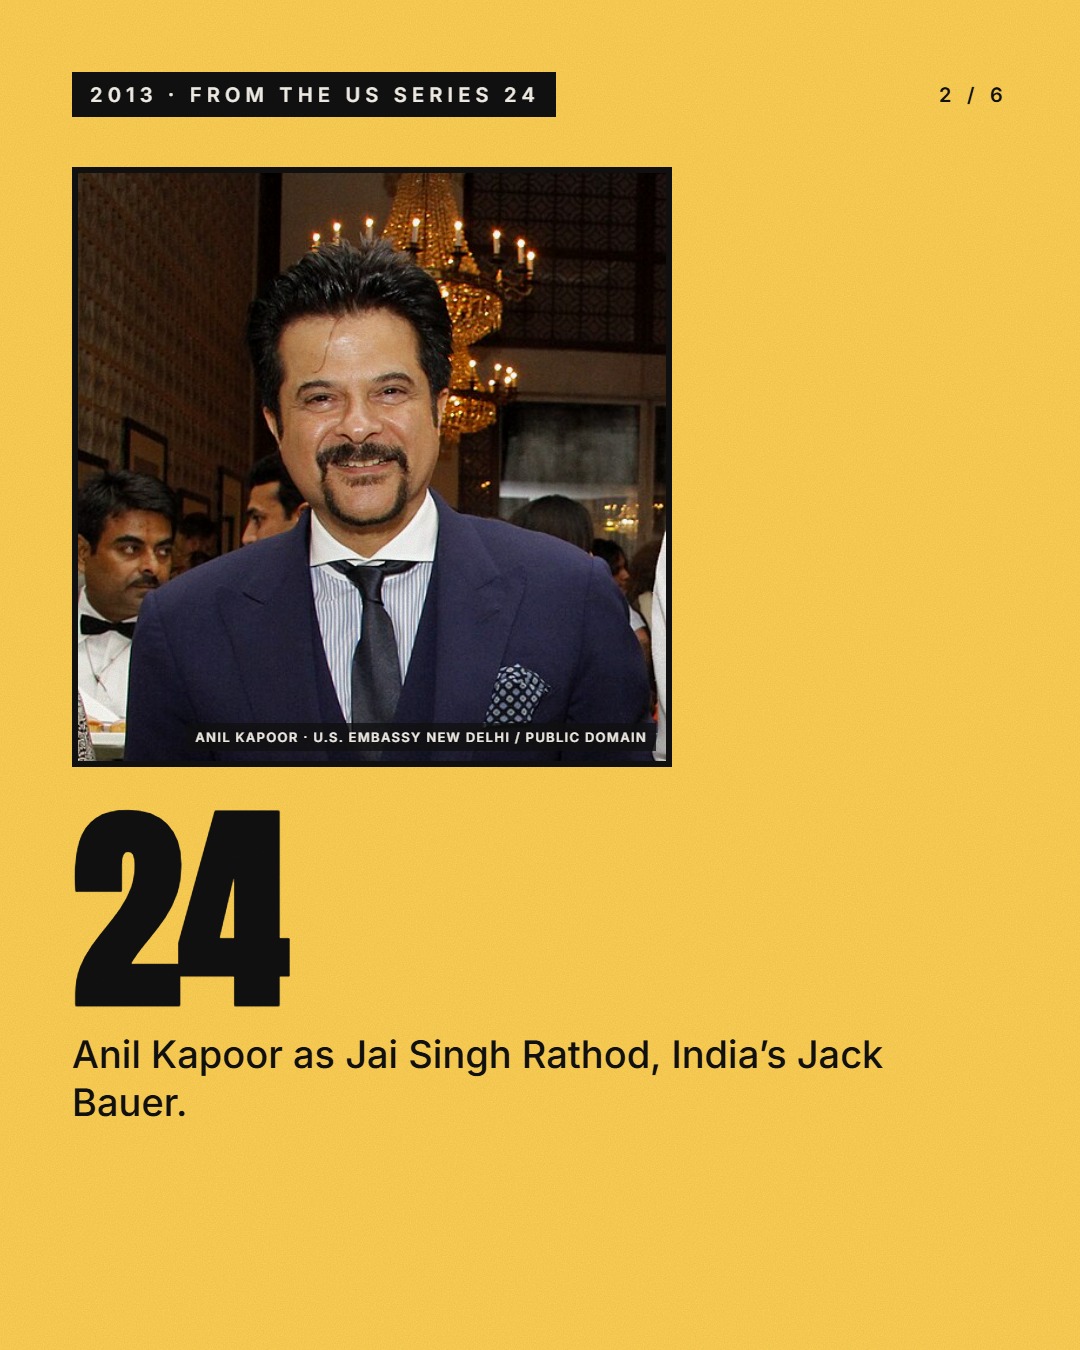 2013 · FROM THE US SERIES 24
2 / 6
ANIL KAPOOR · U.S. EMBASSY NEW DELHI / PUBLIC DOMAIN
24
Anil Kapoor as Jai Singh Rathod, India’s Jack
Bauer.